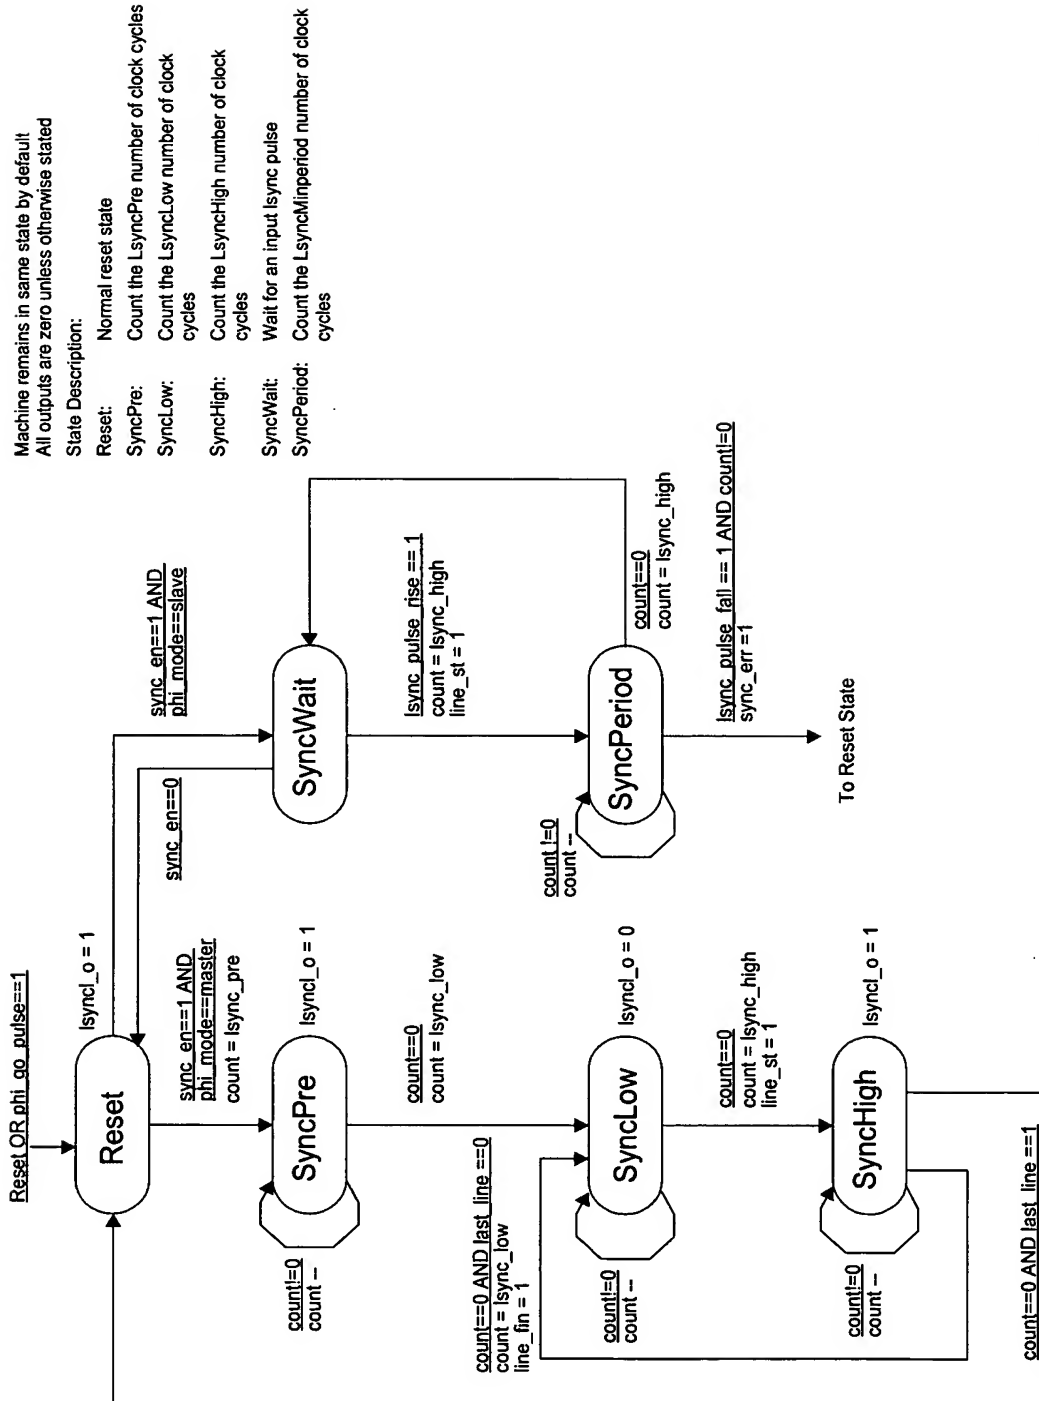 Machine remains in same state by default
All outputs are zero unless otherwise stated
State Description:
Reset: Normal reset state
SyncPre: Count the LsyncPre number of clock cycles
SyncLow: Count the LsyncLow number of clock
cycles
SyncHigh: Count the LsyncHigh number of clock
cycles
SyncWait: Wait for an input lsync pulse
SyncPeriod: Count the LsyncMinperiod number of clock
cycles
Reset OR phi_go_pulse==1
Reset
lsyncl_o = 1
sync_en==1 AND
phi_mode==slave
sync_en==0
SyncWait
sync_en==1 AND
phi_mode==master
count = lsync_pre
lsync_pulse_rise == 1
count = lsync_high
line_st = 1
SyncPre
lsyncl_o = 1
count!=0
count --
count==0
count = lsync_low
SyncPeriod
count !=0
count --
count==0
count = lsync_high
lsync_pulse_fall == 1 AND count!=0
sync_err =1
To Reset State
count==0 AND last_line ==0
count = lsync_low
line_fin = 1
SyncLow
lsyncl_o = 0
count!=0
count --
count==0
count = lsync_high
line_st = 1
SyncHigh
lsyncl_o = 1
count!=0
count --
count==0 AND last_line ==1